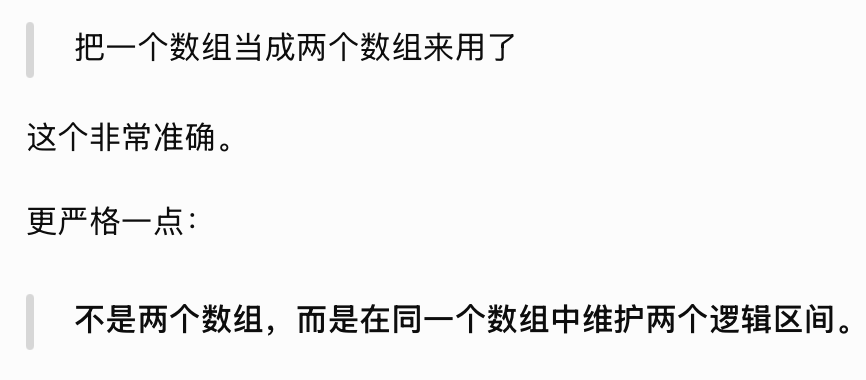 把一个数组当成两个数组来用了
这个非常准确。
更严格一点：
不是两个数组，而是在同一个数组中维护两个逻辑区间。